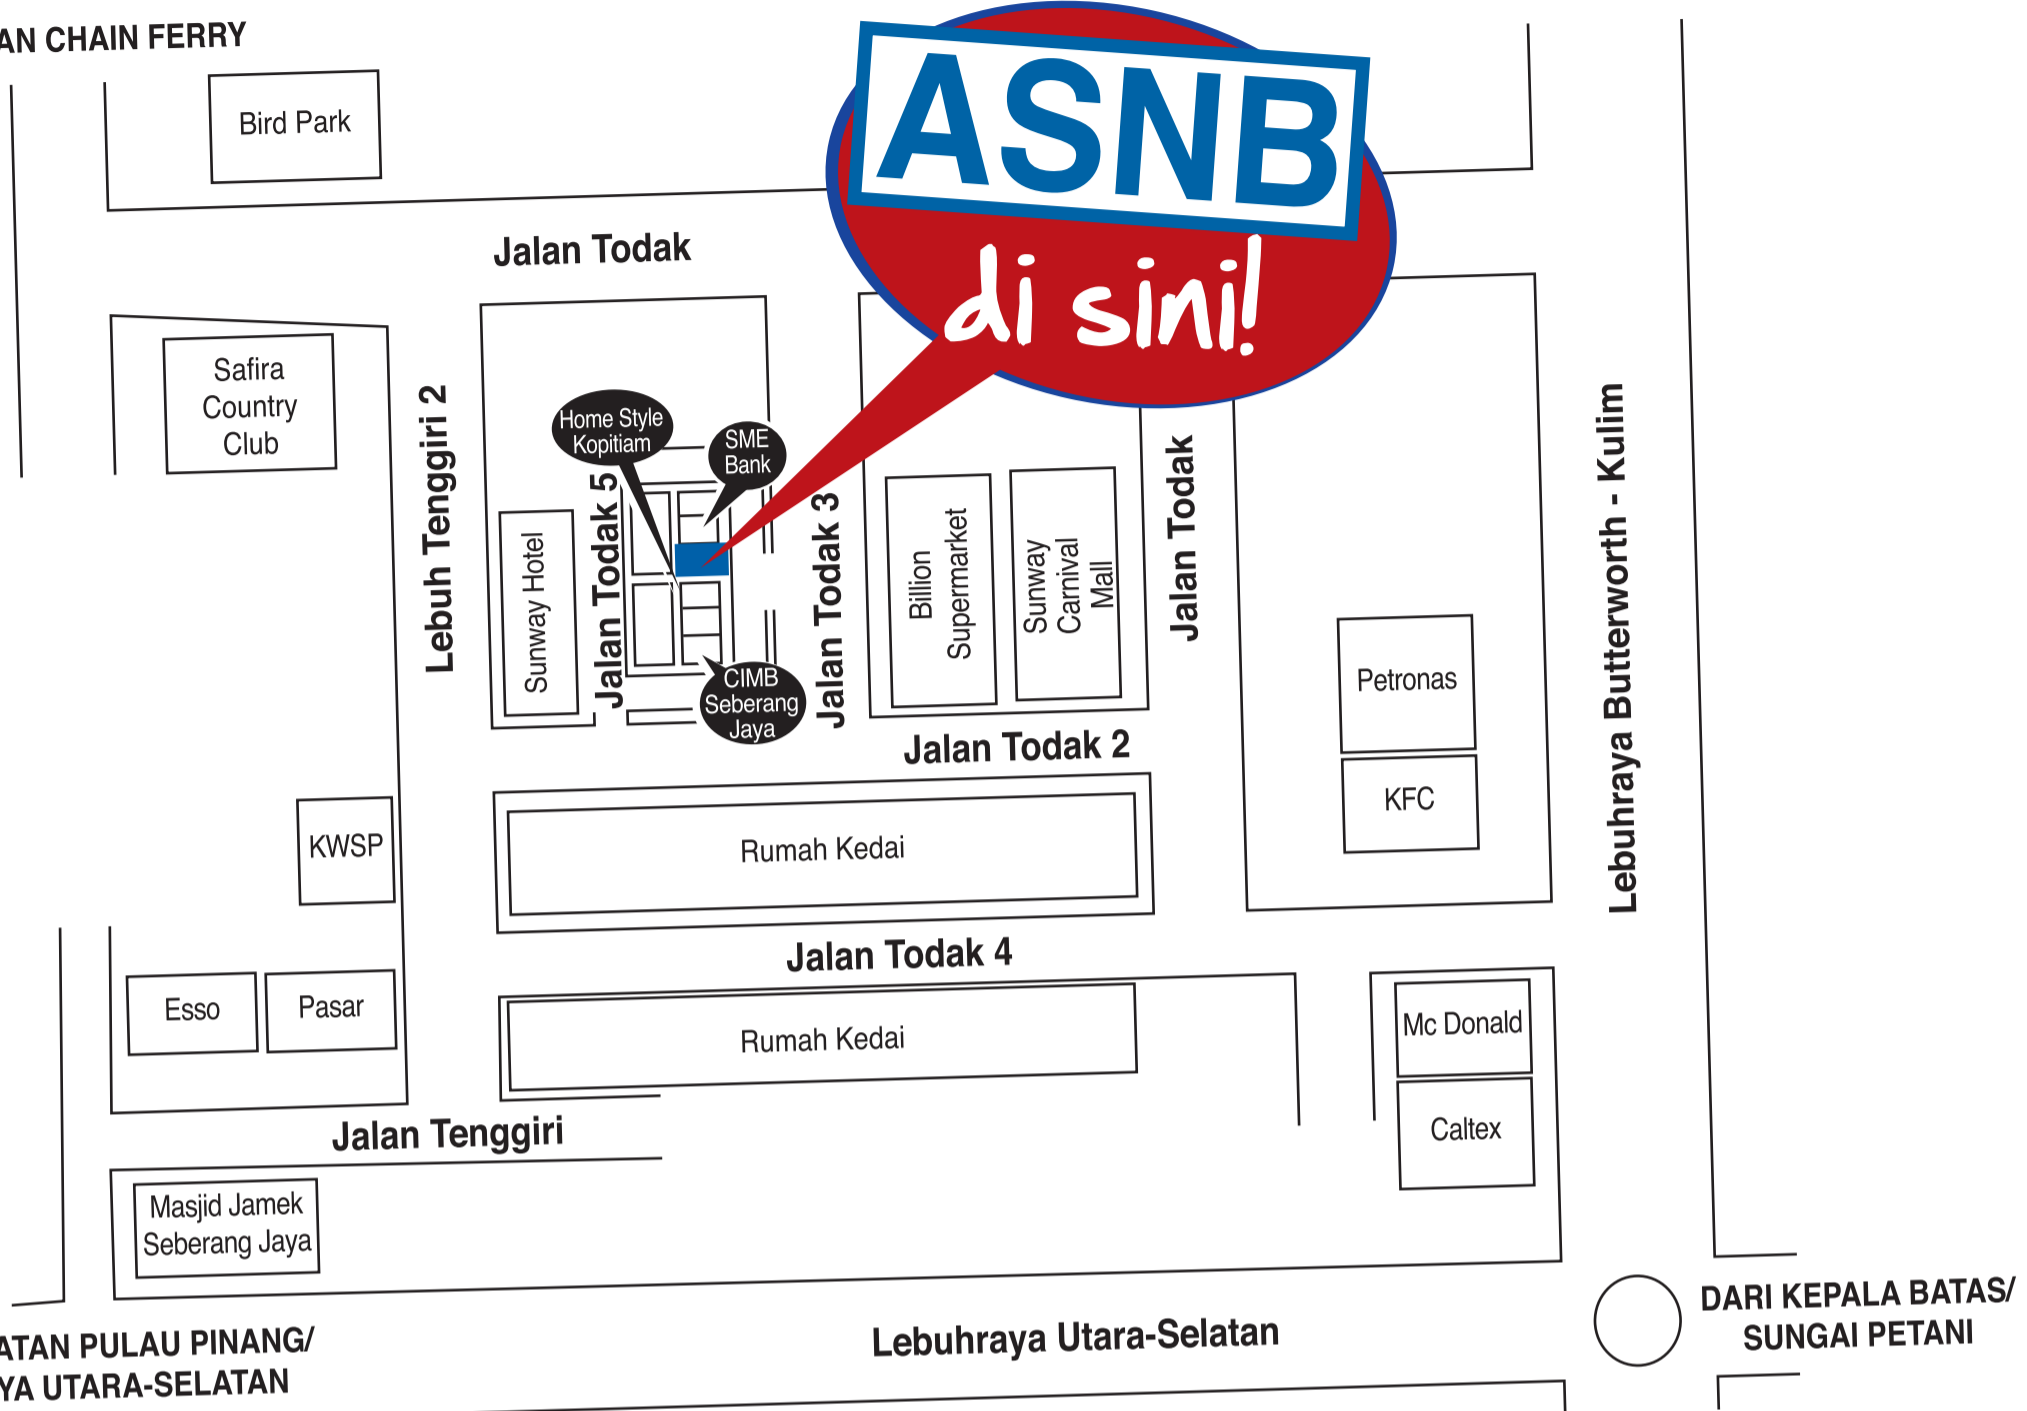 AN CHAIN FERRY
Bird Park
ASNB
di sini!
Jalan Todak
Safira
Country
Club
Lebuh Tenggiri 2
Home Style
Kopitiam
SME
Bank
Sunway Hotel
Jalan Todak 5
Jalan Todak 3
CIMB
Seberang
Jaya
Billion
Supermarket
Sunway
Carnival
Mall
Jalan Todak
Lebuhraya Butterworth - Kulim
Petronas
KFC
Jalan Todak 2
KWSP
Rumah Kedai
Jalan Todak 4
Esso
Pasar
Rumah Kedai
Mc Donald
Caltex
Jalan Tenggiri
Masjid Jamek
Seberang Jaya
DARI KEPALA BATAS/
SUNGAI PETANI
Lebuhraya Utara-Selatan
ATAN PULAU PINANG/
YA UTARA-SELATAN